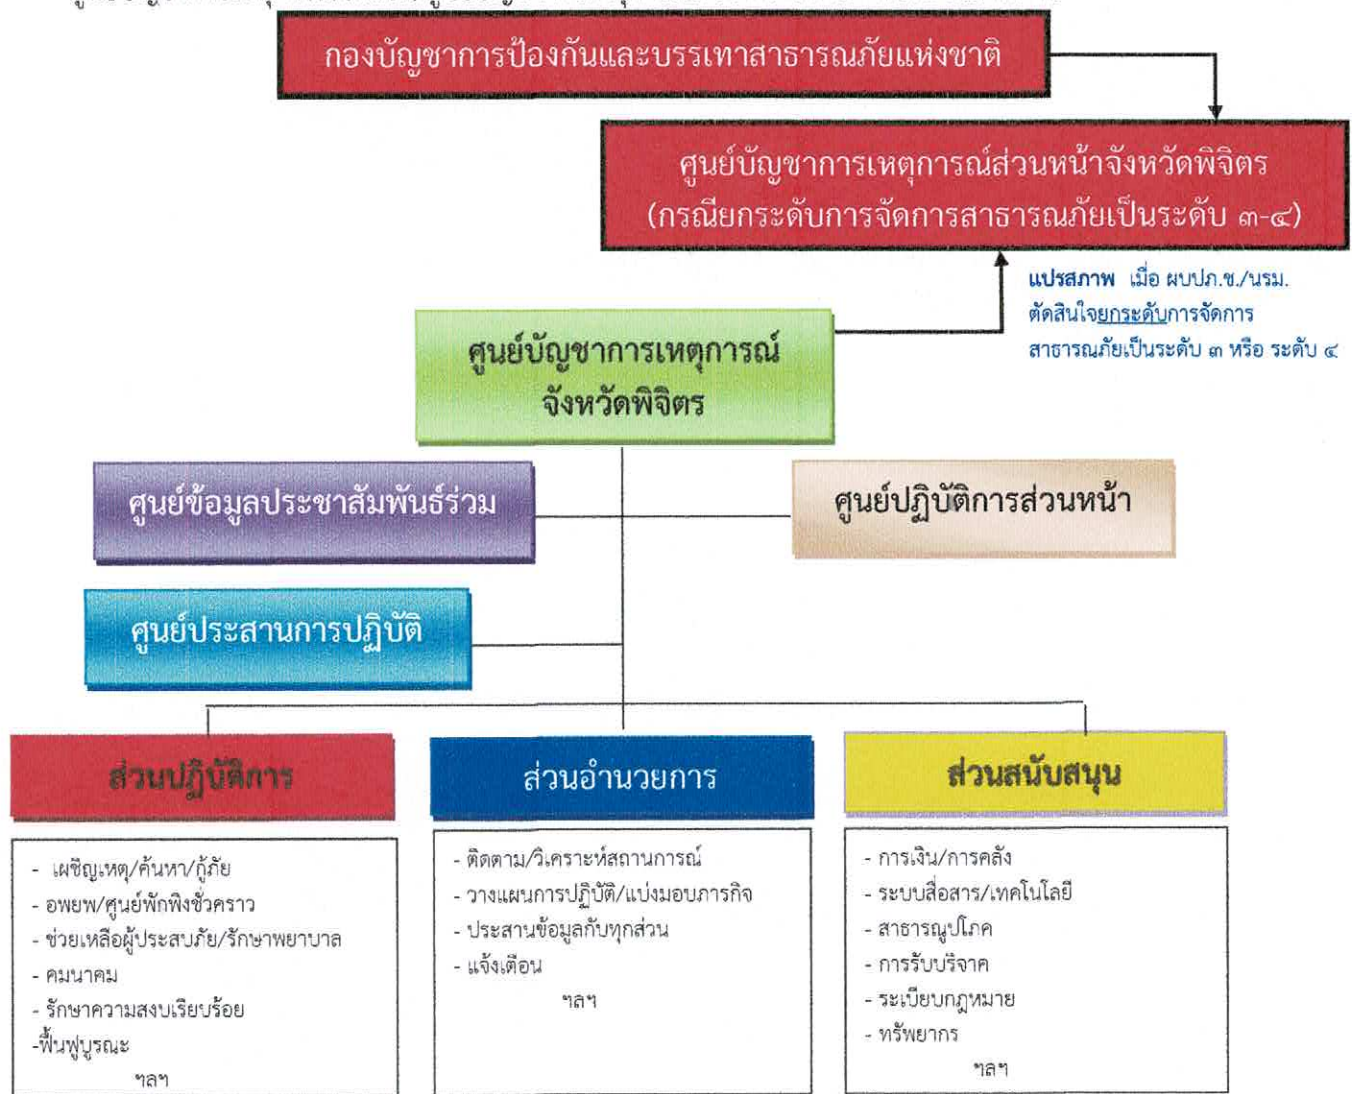 กองบัญชาการป้องกันและบรรเทาสาธารณภัยแห่งชาติ
ศูนย์บัญชาการเหตุการณ์ส่วนหน้าจังหวัดพิจิตร
(กรณียกระดับการจัดการสาธารณภัยเป็นระดับ ๓-๔)
แปรสภาพ เมื่อ ผบปภ.ช./นรม.
ตัดสินใจยกระดับการจัดการ
สาธารณภัยเป็นระดับ ๓ หรือ ระดับ ๔
ศูนย์บัญชาการเหตุการณ์
จังหวัดพิจิตร
ศูนย์ข้อมูลประชาสัมพันธ์ร่วม
ศูนย์ปฏิบัติการส่วนหน้า
ศูนย์ประสานการปฏิบัติ
ส่วนปฏิบัติการ
- เผชิญเหตุ/ค้นหา/กู้ภัย
- อพยพ/ศูนย์พักพิงชั่วคราว
- ช่วยเหลือผู้ประสบภัย/รักษาพยาบาล
- คมนาคม
- รักษาความสงบเรียบร้อย
-ฟื้นฟูบูรณะ
ฯลฯ
ส่วนอำนวยการ
- ติดตาม/วิเคราะห์สถานการณ์
- วางแผนการปฏิบัติ/แบ่งมอบภารกิจ
- ประสานข้อมูลกับทุกส่วน
- แจ้งเตือน
ฯลฯ
ส่วนสนับสนุน
- การเงิน/การคลัง
- ระบบสื่อสาร/เทคโนโลยี
- สาธารณูปโภค
- การรับบริจาค
- ระเบียบกฎหมาย
- ทรัพยากร
ฯลฯ